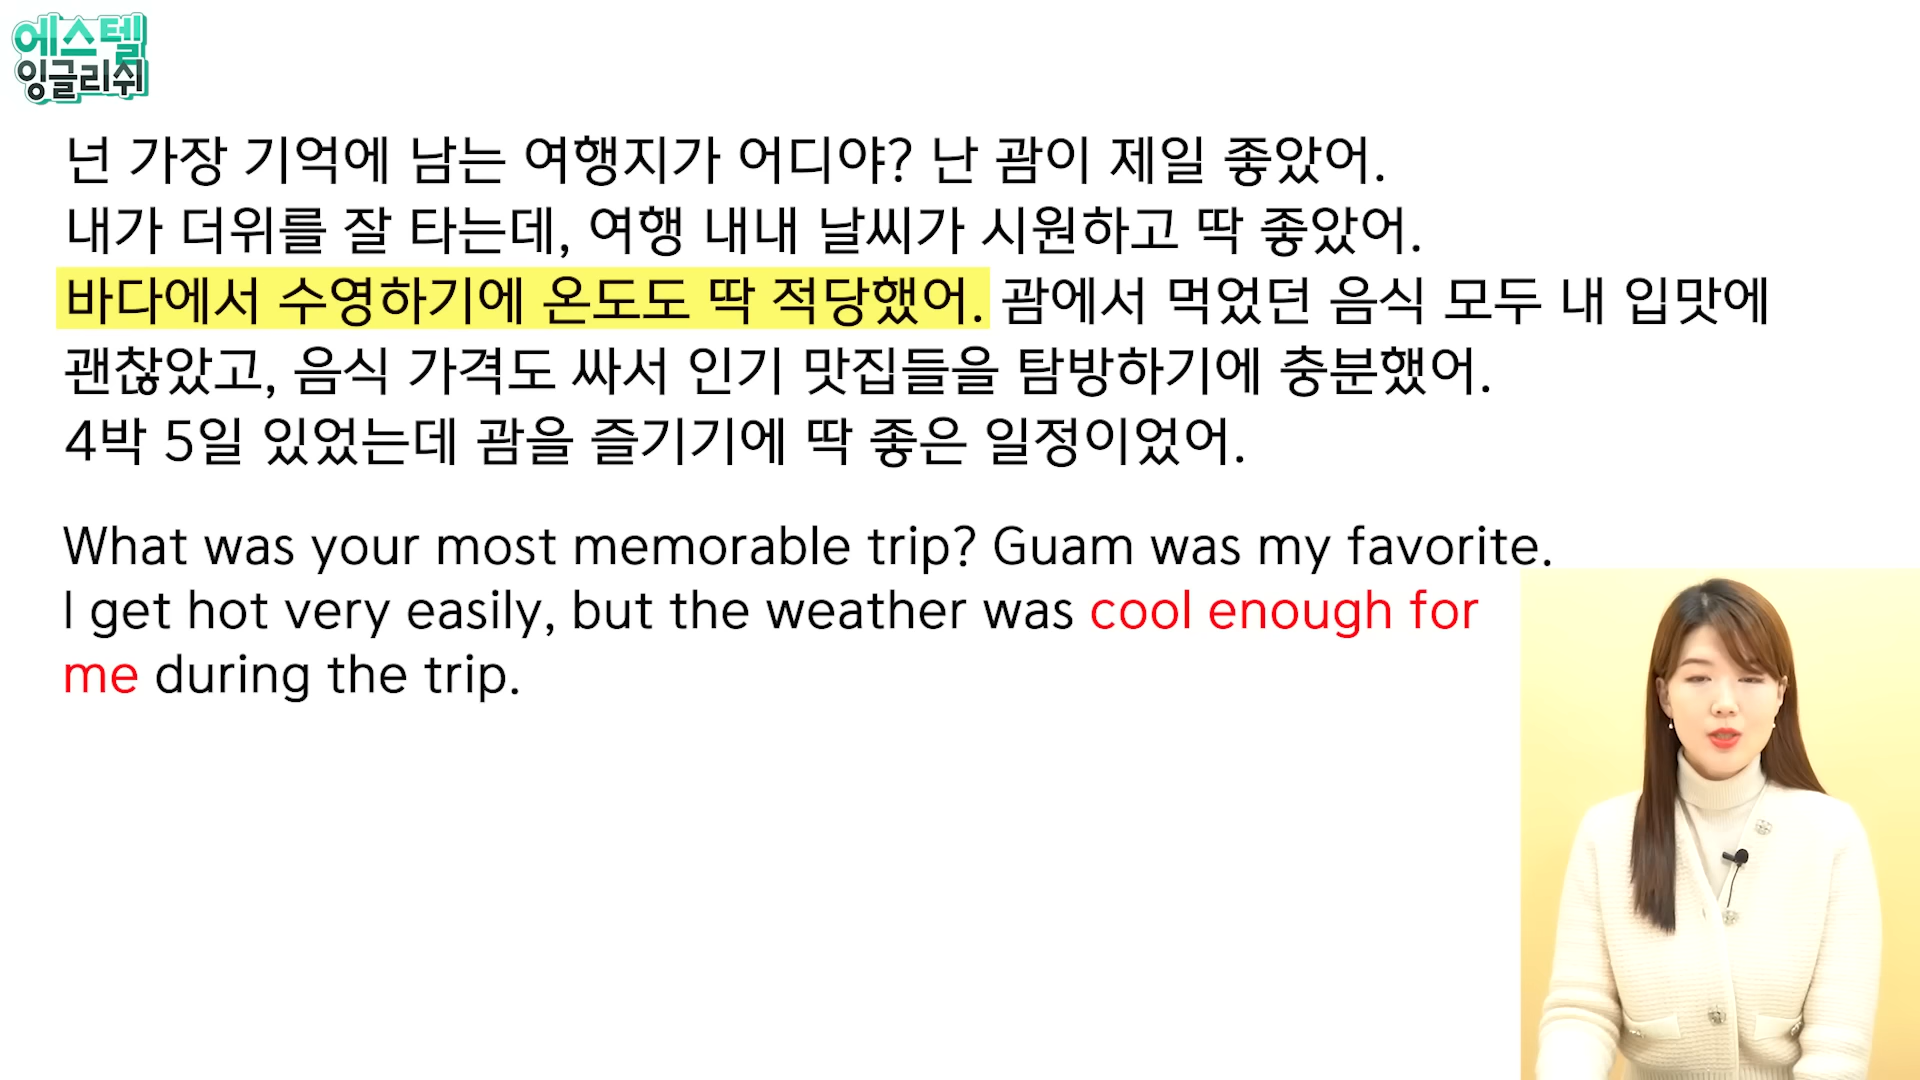 에스텔
잉글리쉬
넌 가장 기억에 남는 여행지가 어디야? 난 괌이 제일 좋았어.
내가 더위를 잘 타는데, 여행 내내 날씨가 시원하고 딱 좋았어.
바다에서 수영하기에 온도도 딱 적당했어. 괌에서 먹었던 음식 모두 내 입맛에
괜찮았고, 음식 가격도 싸서 인기 맛집들을 탐방하기에 충분했어.
4박 5일 있었는데 괌을 즐기기에 딱 좋은 일정이었어.
What was your most memorable trip? Guam was my favorite.
I get hot very easily, but the weather was cool enough for
me during the trip.